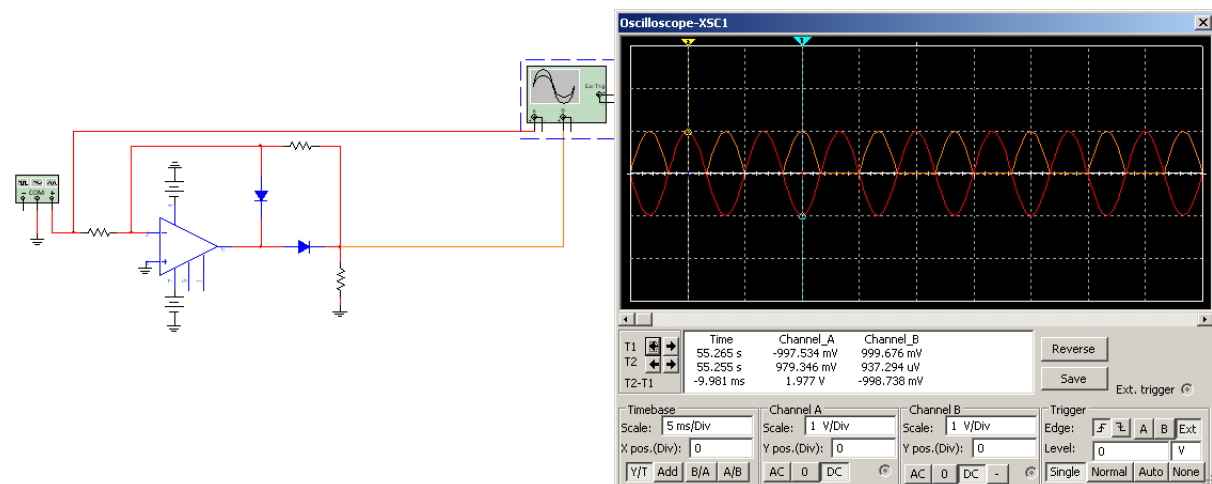 Oscilloscope-XSC1
Ext Trig
A B
- COM +
Time Channel_A Channel_B
T1 55.265 s -997.534 mV 999.676 mV
T2 55.255 s 979.346 mV 937.294 uV
T2-T1 -9.981 ms 1.977 V -998.738 mV
Reverse
Save
Ext. trigger
Timebase
Scale: 5 ms/Div
X pos.(Div): 0
Y/T Add B/A A/B
Channel A
Scale: 1 V/Div
Y pos.(Div): 0
AC 0 DC
Channel B
Scale: 1 V/Div
Y pos.(Div): 0
AC 0 DC -
Trigger
Edge: A B Ext
Level: 0 V
Single Normal Auto None